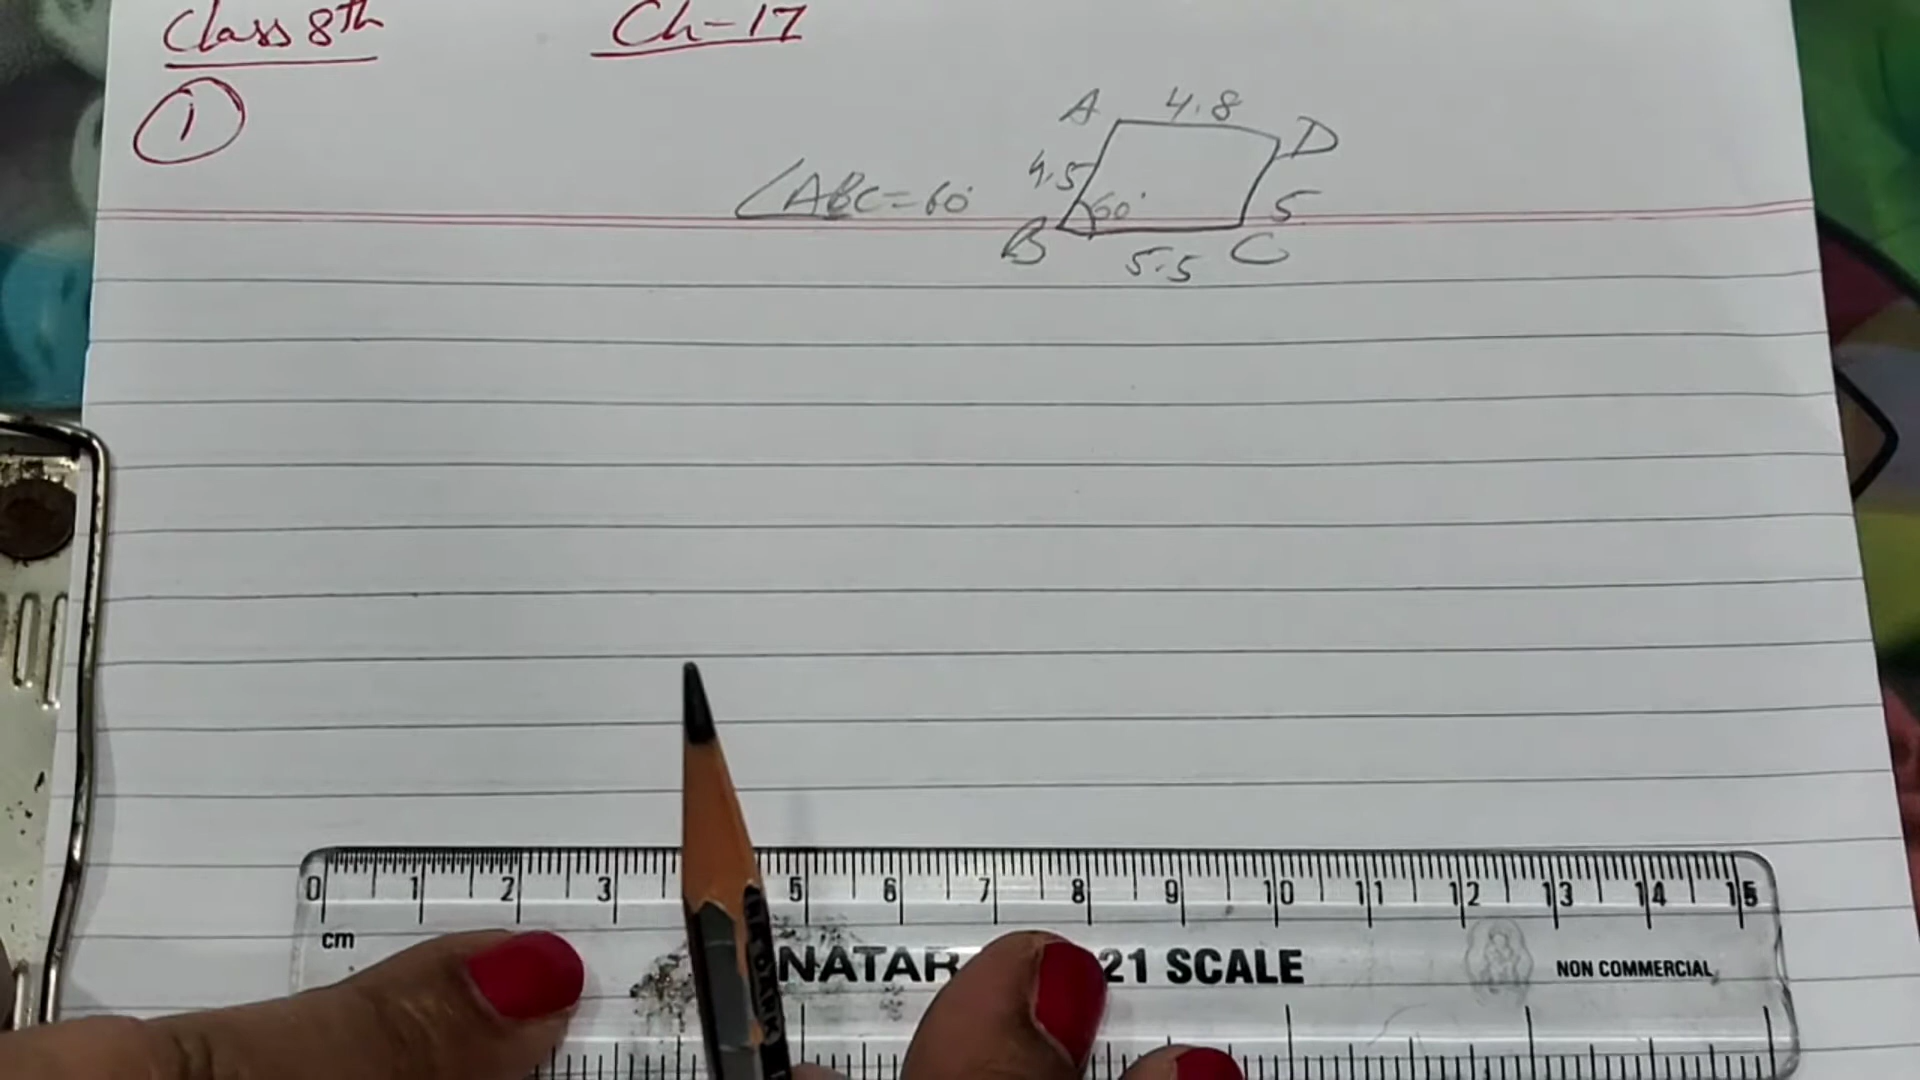 Class 8th Ch-17
1
A 4.8 D
4.5
∠ABC=60° 60° 5
B 5.5 C
0 1 2 3 5 6 7 8 9 10 11 12 13 14 15
cm
NATAR 21 SCALE NON COMMERCIAL